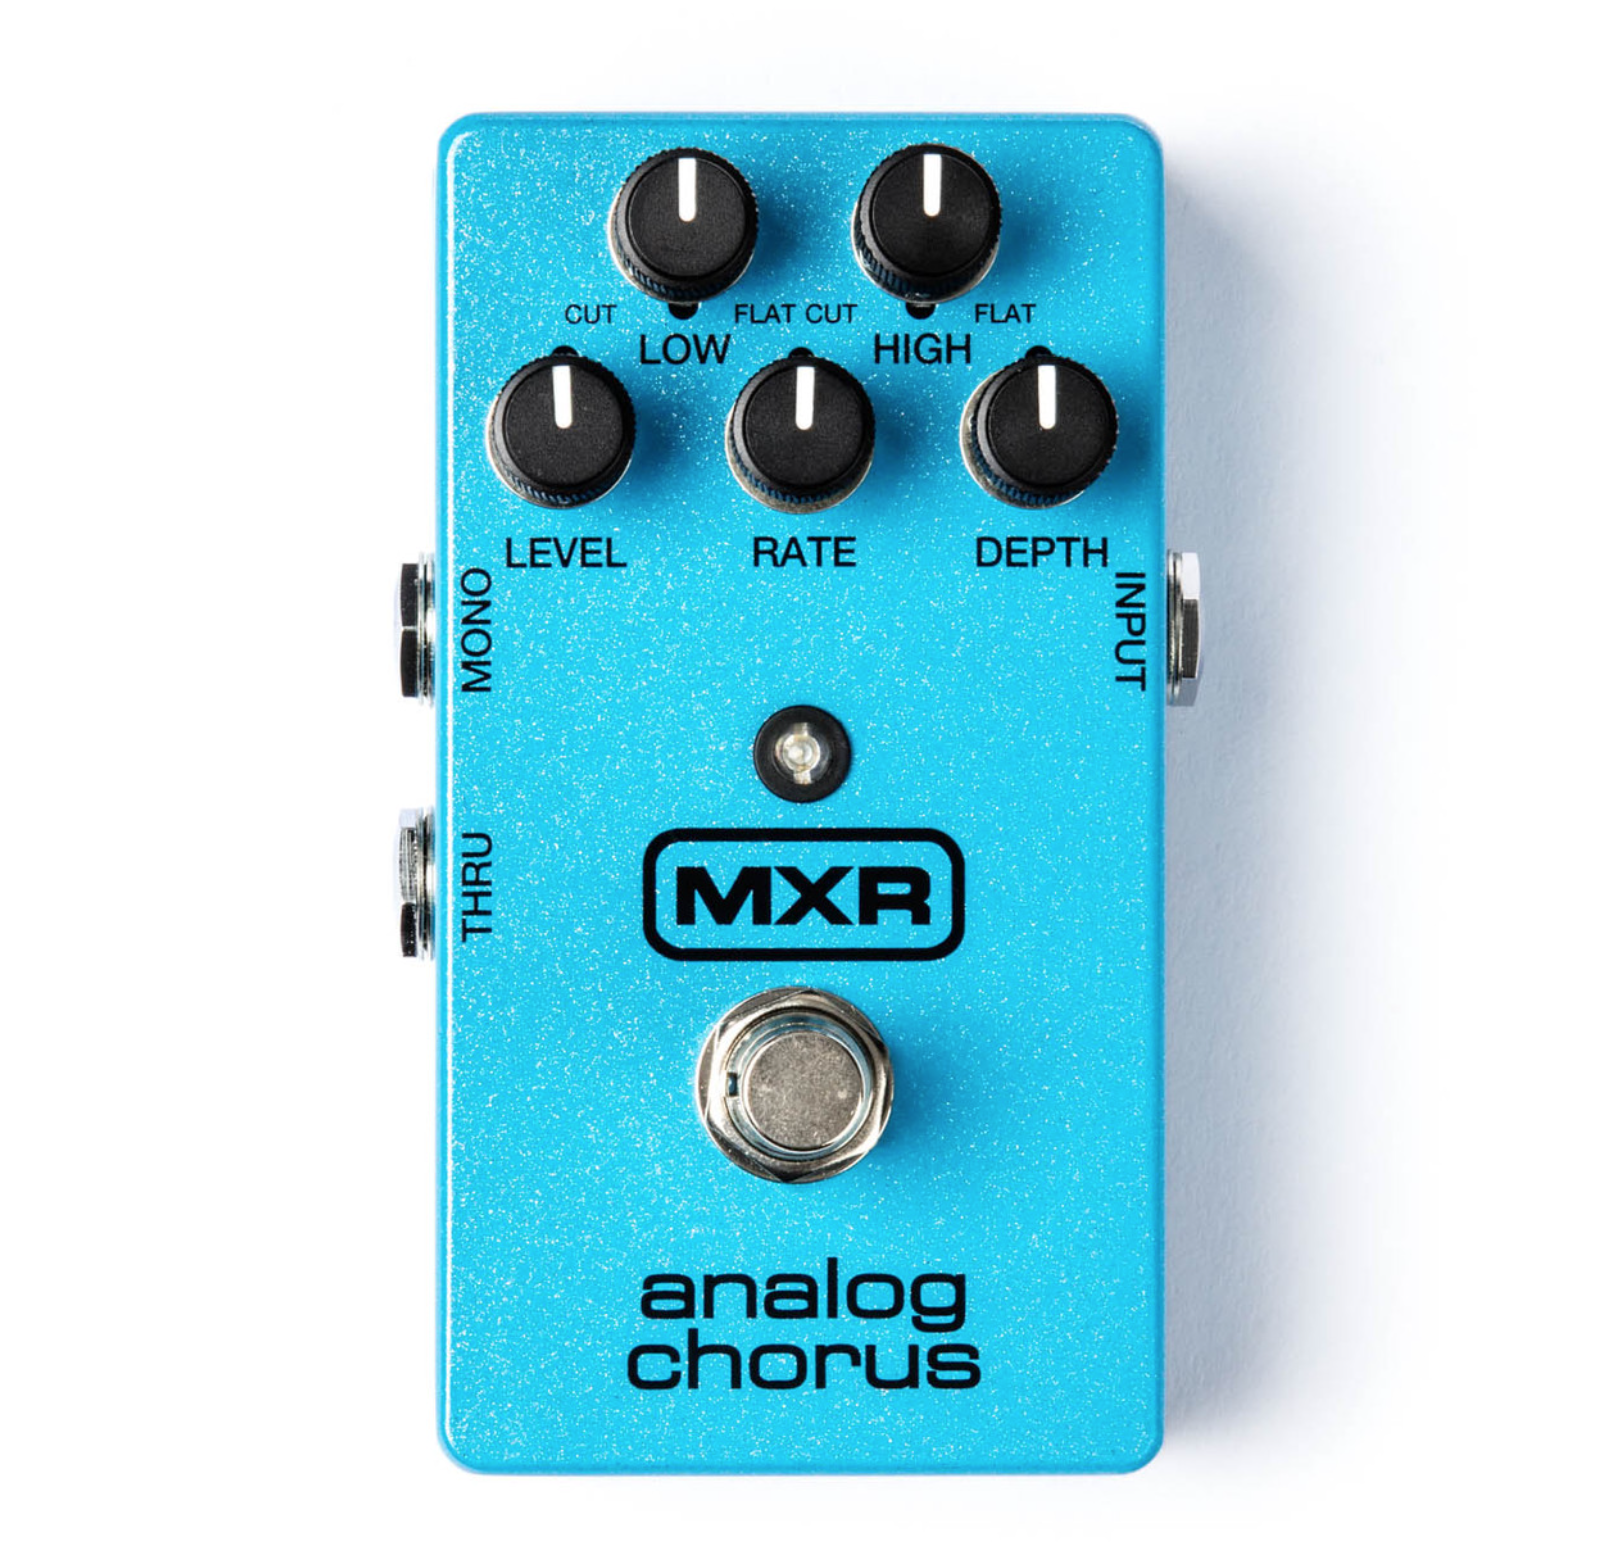 CUT FLAT CUT FLAT
LOW HIGH
LEVEL RATE DEPTH
MONO
INPUT
THRU
MXR
analog
chorus